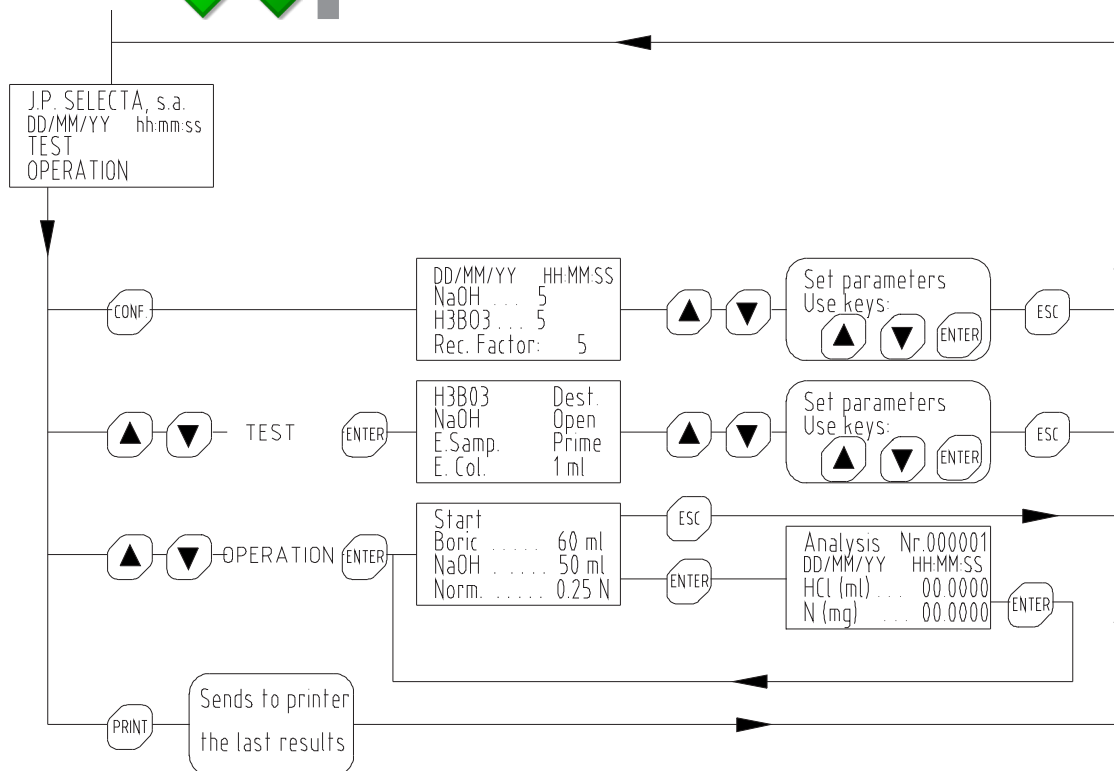 J.P. SELECTA, s.a.
DD/MM/YY hh:mm:ss
TEST
OPERATION
CONF.
DD/MM/YY HH:MM:SS
NaOH ... 5
H3BO3 ... 5
Rec. Factor: 5
Set parameters
Use keys:
ENTER
ESC
TEST
ENTER
H3BO3 Dest.
NaOH Open
E.Samp. Prime
E. Col. 1 ml
Set parameters
Use keys:
ENTER
ESC
OPERATION
ENTER
Start
Boric ..... 60 ml
NaOH ...... 50 ml
Norm. ...... 0.25 N
ESC
ENTER
Analysis Nr.000001
DD/MM/YY HH:MM:SS
HCl (ml) ... 00.0000
N (mg) ... 00.0000
ENTER
PRINT
Sends to printer
the last results